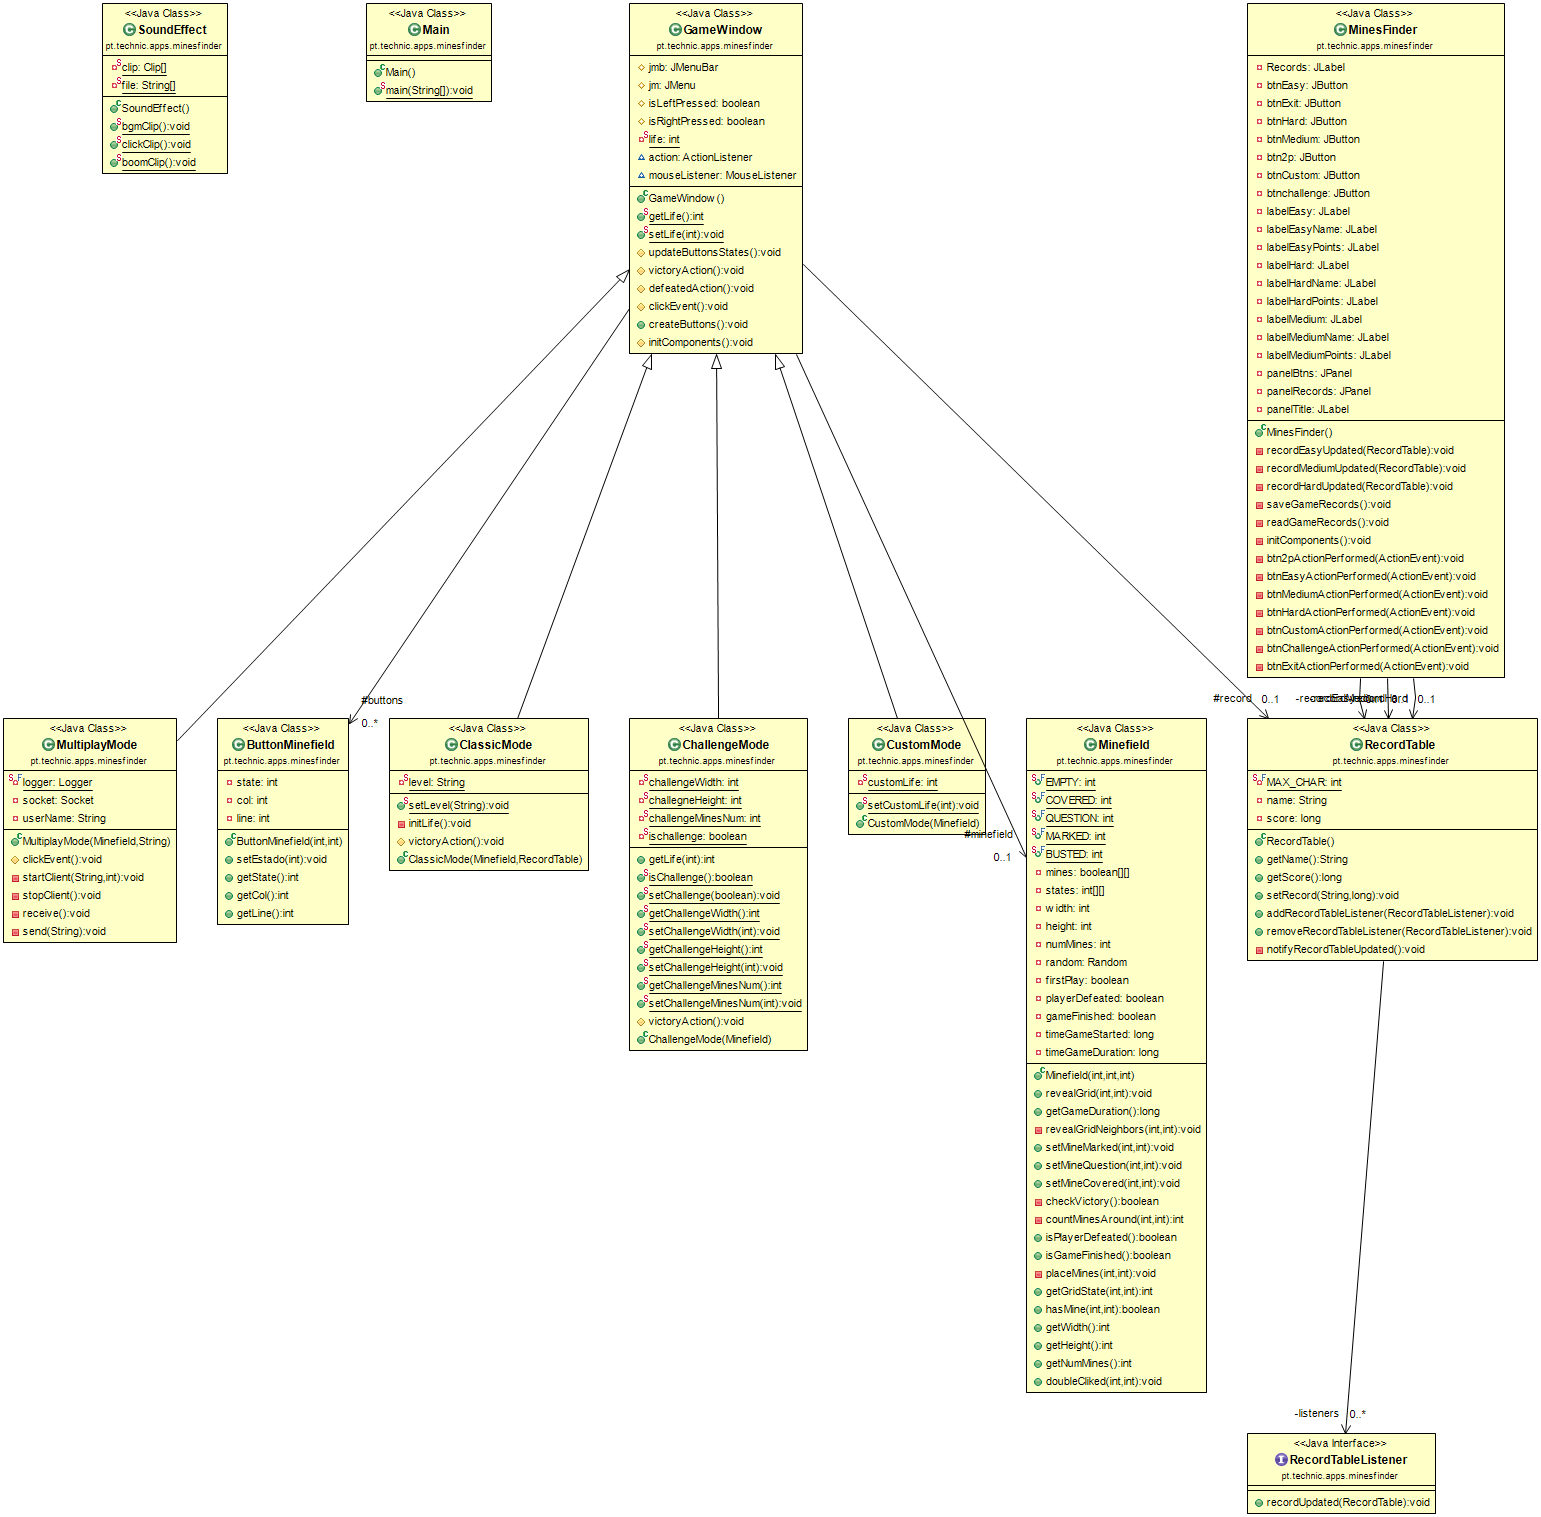 <<Java Class>>
SoundEffect
pt.technic.apps.minesfinder
clip: Clip[]
file: String[]
SoundEffect()
bgmClip():void
clickClip():void
boomClip():void
<<Java Class>>
Main
pt.technic.apps.minesfinder
Main()
main(String[]):void
<<Java Class>>
GameWindow
pt.technic.apps.minesfinder
jmb: JMenuBar
jm: JMenu
isLeftPressed: boolean
isRightPressed: boolean
life: int
action: ActionListener
mouseListener: MouseListener
GameWindow()
getLife():int
setLife(int):void
updateButtonsStates():void
victoryAction():void
defeatedAction():void
clickEvent():void
createButtons():void
initComponents():void
<<Java Class>>
MinesFinder
pt.technic.apps.minesfinder
Records: JLabel
btnEasy: JButton
btnExit: JButton
btnHard: JButton
btnMedium: JButton
btn2p: JButton
btnCustom: JButton
btnchallenge: JButton
labelEasy: JLabel
labelEasyName: JLabel
labelEasyPoints: JLabel
labelHard: JLabel
labelHardName: JLabel
labelHardPoints: JLabel
labelMedium: JLabel
labelMediumName: JLabel
labelMediumPoints: JLabel
panelBtns: JPanel
panelRecords: JPanel
panelTitle: JLabel
MinesFinder()
recordEasyUpdated(RecordTable):void
recordMediumUpdated(RecordTable):void
recordHardUpdated(RecordTable):void
saveGameRecords():void
readGameRecords():void
initComponents():void
btn2pActionPerformed(ActionEvent):void
btnEasyActionPerformed(ActionEvent):void
btnMediumActionPerformed(ActionEvent):void
btnHardActionPerformed(ActionEvent):void
btnCustomActionPerformed(ActionEvent):void
btnChallengeActionPerformed(ActionEvent):void
btnExitActionPerformed(ActionEvent):void
#buttons
0..*
#record
0..1
0..1
<<Java Class>>
MultiplayMode
pt.technic.apps.minesfinder
logger: Logger
socket: Socket
userName: String
MultiplayMode(Minefield,String)
clickEvent():void
startClient(String,int):void
stopClient():void
receive():void
send(String):void
<<Java Class>>
ButtonMinefield
pt.technic.apps.minesfinder
state: int
col: int
line: int
ButtonMinefield(int,int)
setEstado(int):void
getState():int
getCol():int
getLine():int
<<Java Class>>
ClassicMode
pt.technic.apps.minesfinder
level: String
setLevel(String):void
initLife():void
victoryAction():void
ClassicMode(Minefield,RecordTable)
<<Java Class>>
ChallengeMode
pt.technic.apps.minesfinder
challengeWidth: int
challegneHeight: int
challengeMinesNum: int
ischallenge: boolean
getLife(int):int
isChallenge():boolean
setChallenge(boolean):void
getChallengeWidth():int
setChallengeWidth(int):void
getChallengeHeight():int
setChallengeHeight(int):void
getChallengeMinesNum():int
setChallengeMinesNum(int):void
victoryAction():void
ChallengeMode(Minefield)
<<Java Class>>
CustomMode
pt.technic.apps.minesfinder
customLife: int
setCustomLife(int):void
CustomMode(Minefield)
#minefield
0..1
<<Java Class>>
Minefield
pt.technic.apps.minesfinder
EMPTY: int
COVERED: int
QUESTION: int
MARKED: int
BUSTED: int
mines: boolean[][]
states: int[][]
width: int
height: int
numMines: int
random: Random
firstPlay: boolean
playerDefeated: boolean
gameFinished: boolean
timeGameStarted: long
timeGameDuration: long
Minefield(int,int,int)
revealGrid(int,int):void
getGameDuration():long
revealGridNeighbors(int,int):void
setMineMarked(int,int):void
setMineQuestion(int,int):void
setMineCovered(int,int):void
checkVictory():boolean
countMinesAround(int,int):int
isPlayerDefeated():boolean
isGameFinished():boolean
placeMines(int,int):void
getGridState(int,int):int
hasMine(int,int):boolean
getWidth():int
getHeight():int
getNumMines():int
doubleCliked(int,int):void
<<Java Class>>
RecordTable
pt.technic.apps.minesfinder
MAX_CHAR: int
name: String
score: long
RecordTable()
getName():String
getScore():long
setRecord(String,long):void
addRecordTableListener(RecordTableListener):void
removeRecordTableListener(RecordTableListener):void
notifyRecordTableUpdated():void
-listeners
0..*
<<Java Interface>>
RecordTableListener
pt.technic.apps.minesfinder
recordUpdated(RecordTable):void